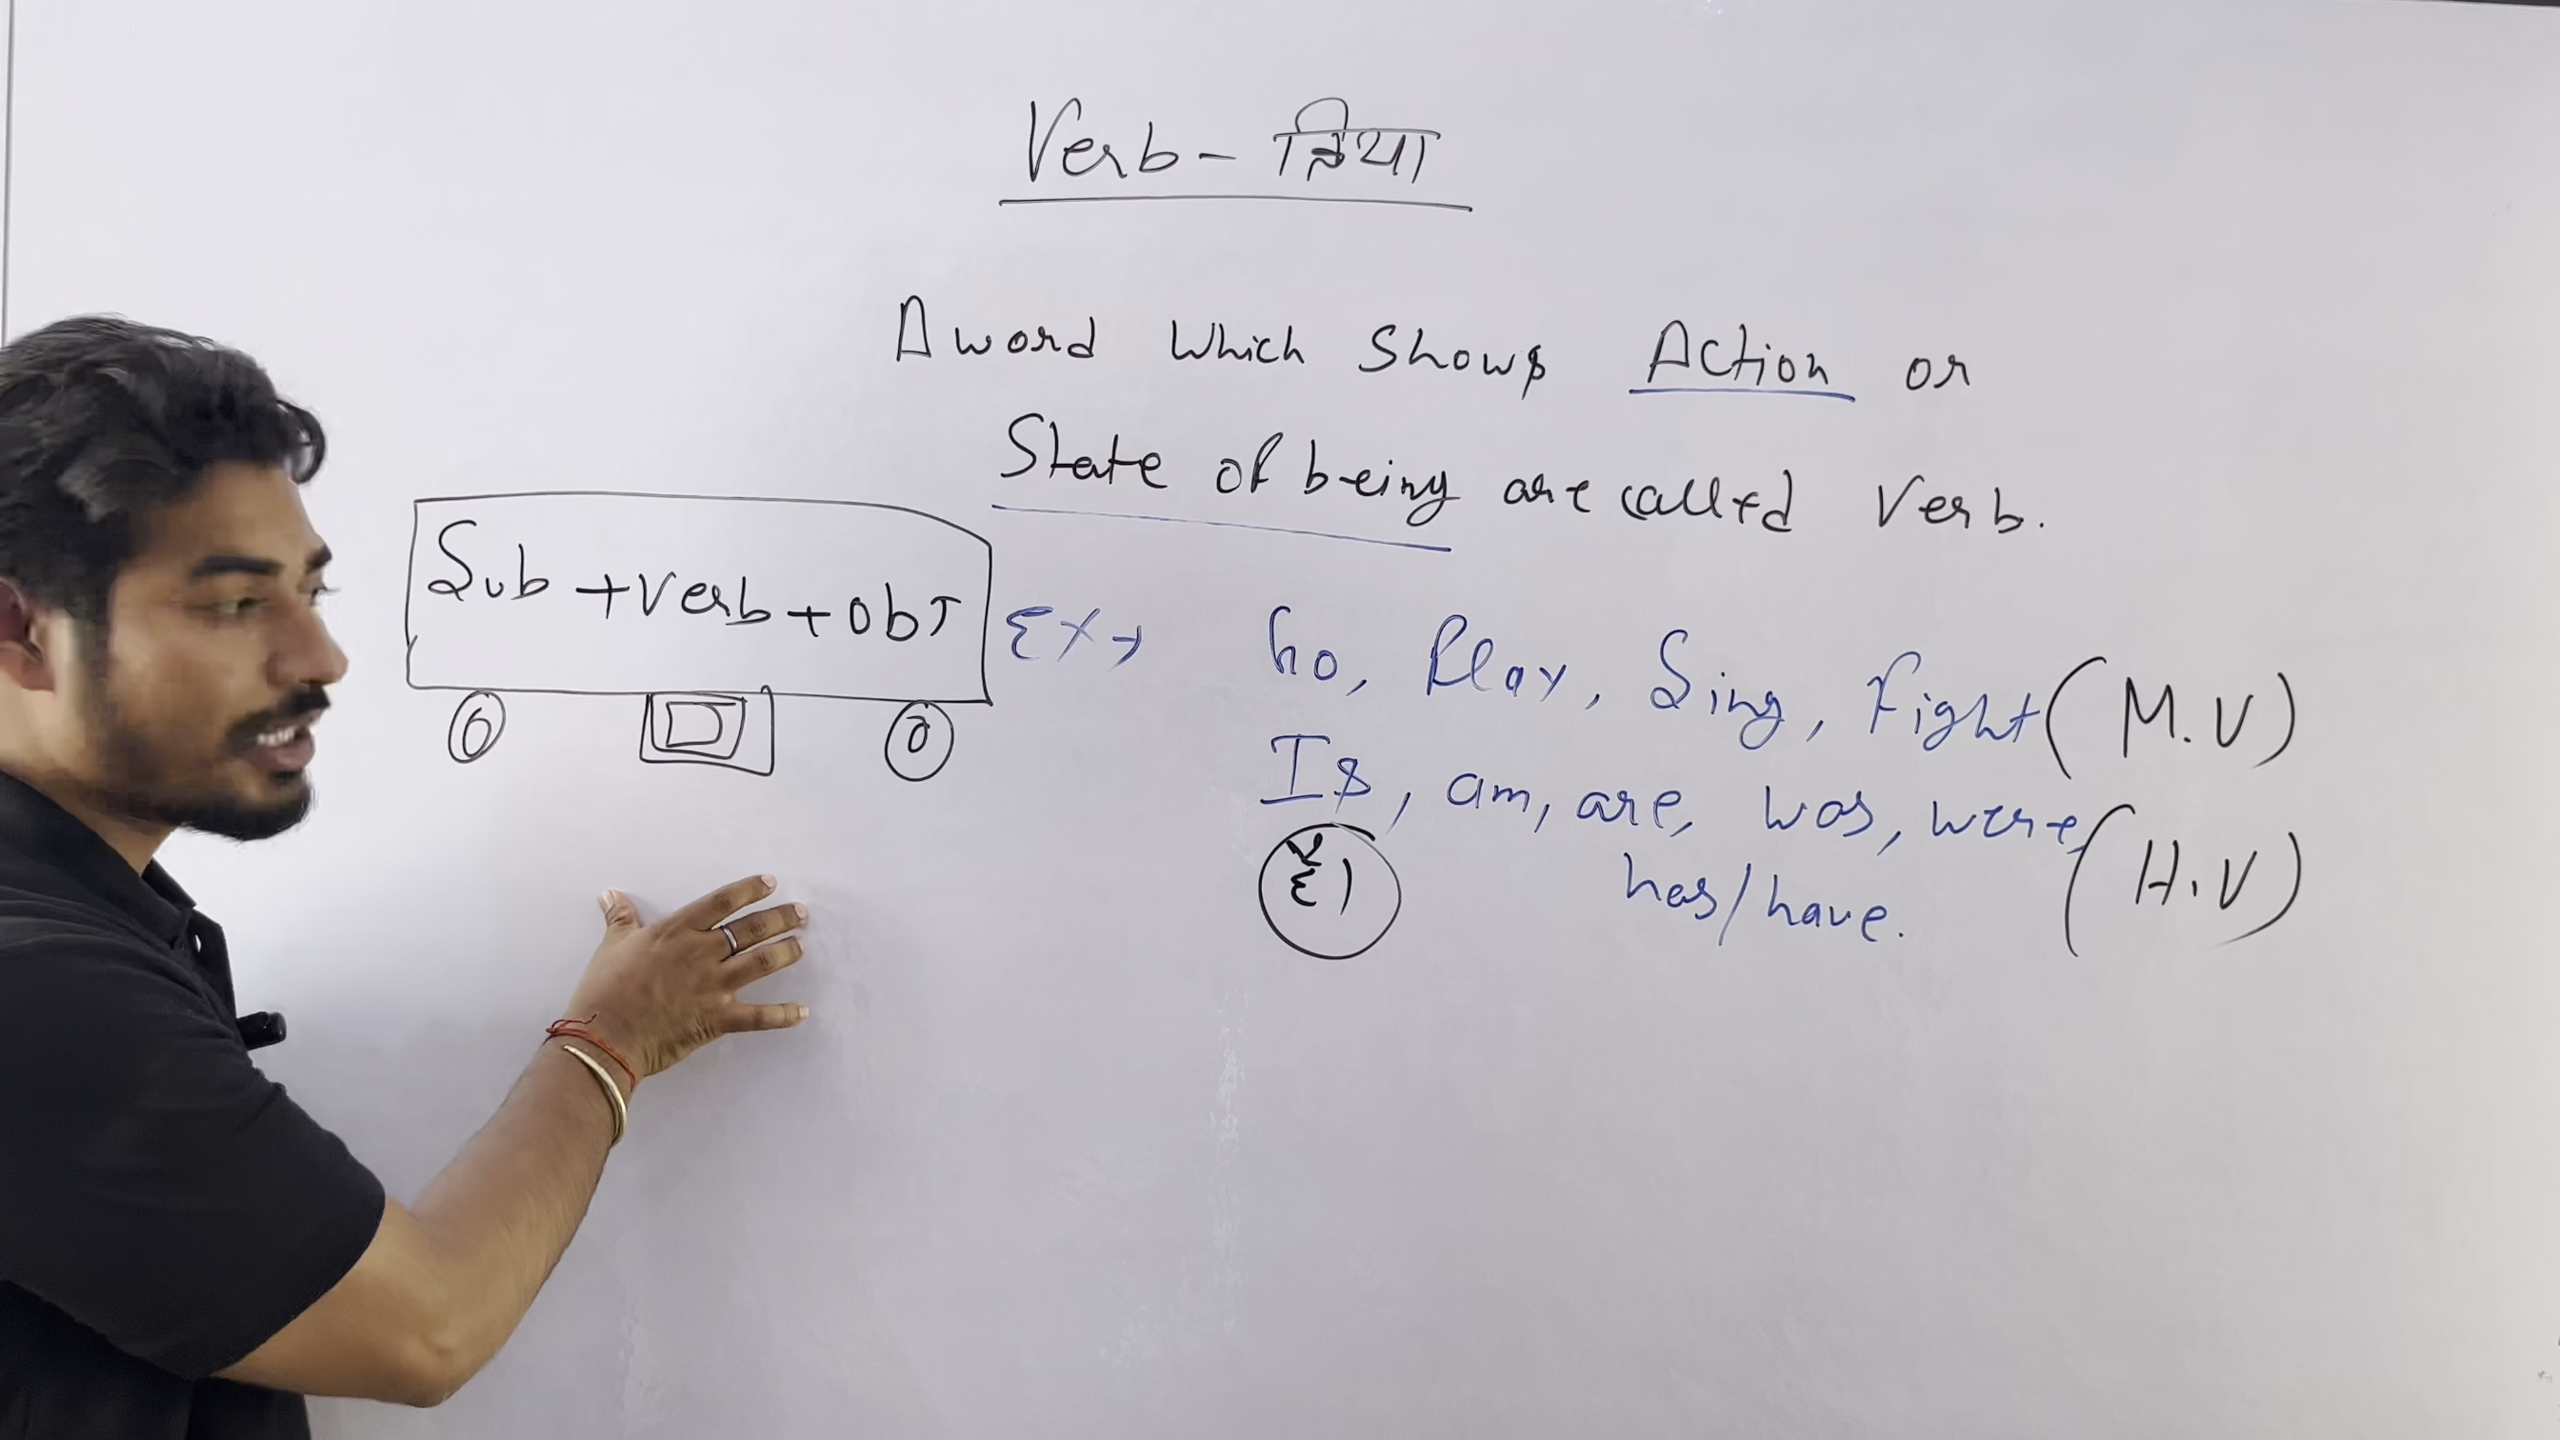 Verb - क्रिया
A word which shows Action or
State of being are called Verb.
Sub + Verb + obj
Ex → Go, Play, Sing, Fight (M.V)
Is, am, are, was, were, (H.V)
है।
has/have.